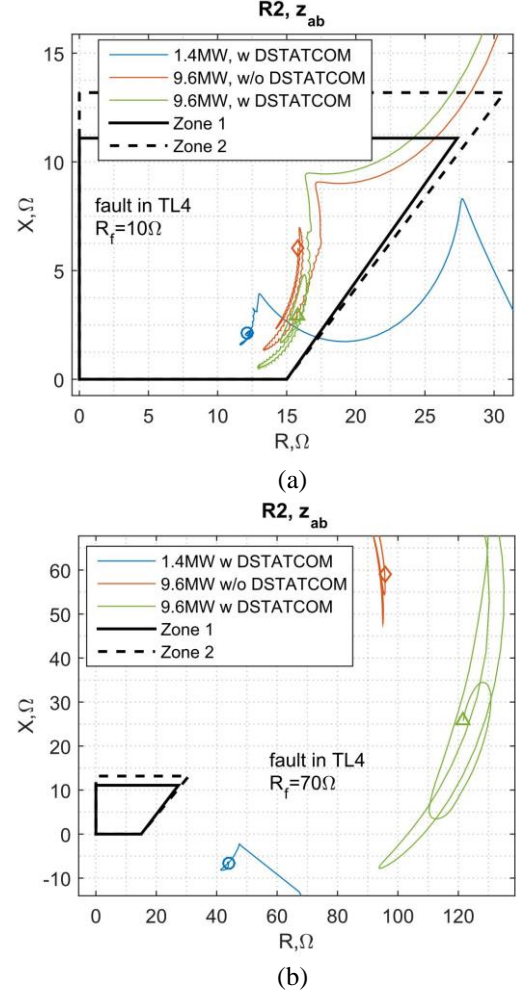 R2, z_ab
15
10
5
0
X,Ω
1.4MW, w DSTATCOM
9.6MW, w/o DSTATCOM
9.6MW, w DSTATCOM
Zone 1
Zone 2
fault in TL4
R_f=10Ω
0 5 10 15 20 25 30
R,Ω
(a)
R2, z_ab
60
50
40
30
20
10
0
-10
X,Ω
1.4MW w DSTATCOM
9.6MW w/o DSTATCOM
9.6MW w DSTATCOM
Zone 1
Zone 2
fault in TL4
R_f=70Ω
0 20 40 60 80 100 120
R,Ω
(b)